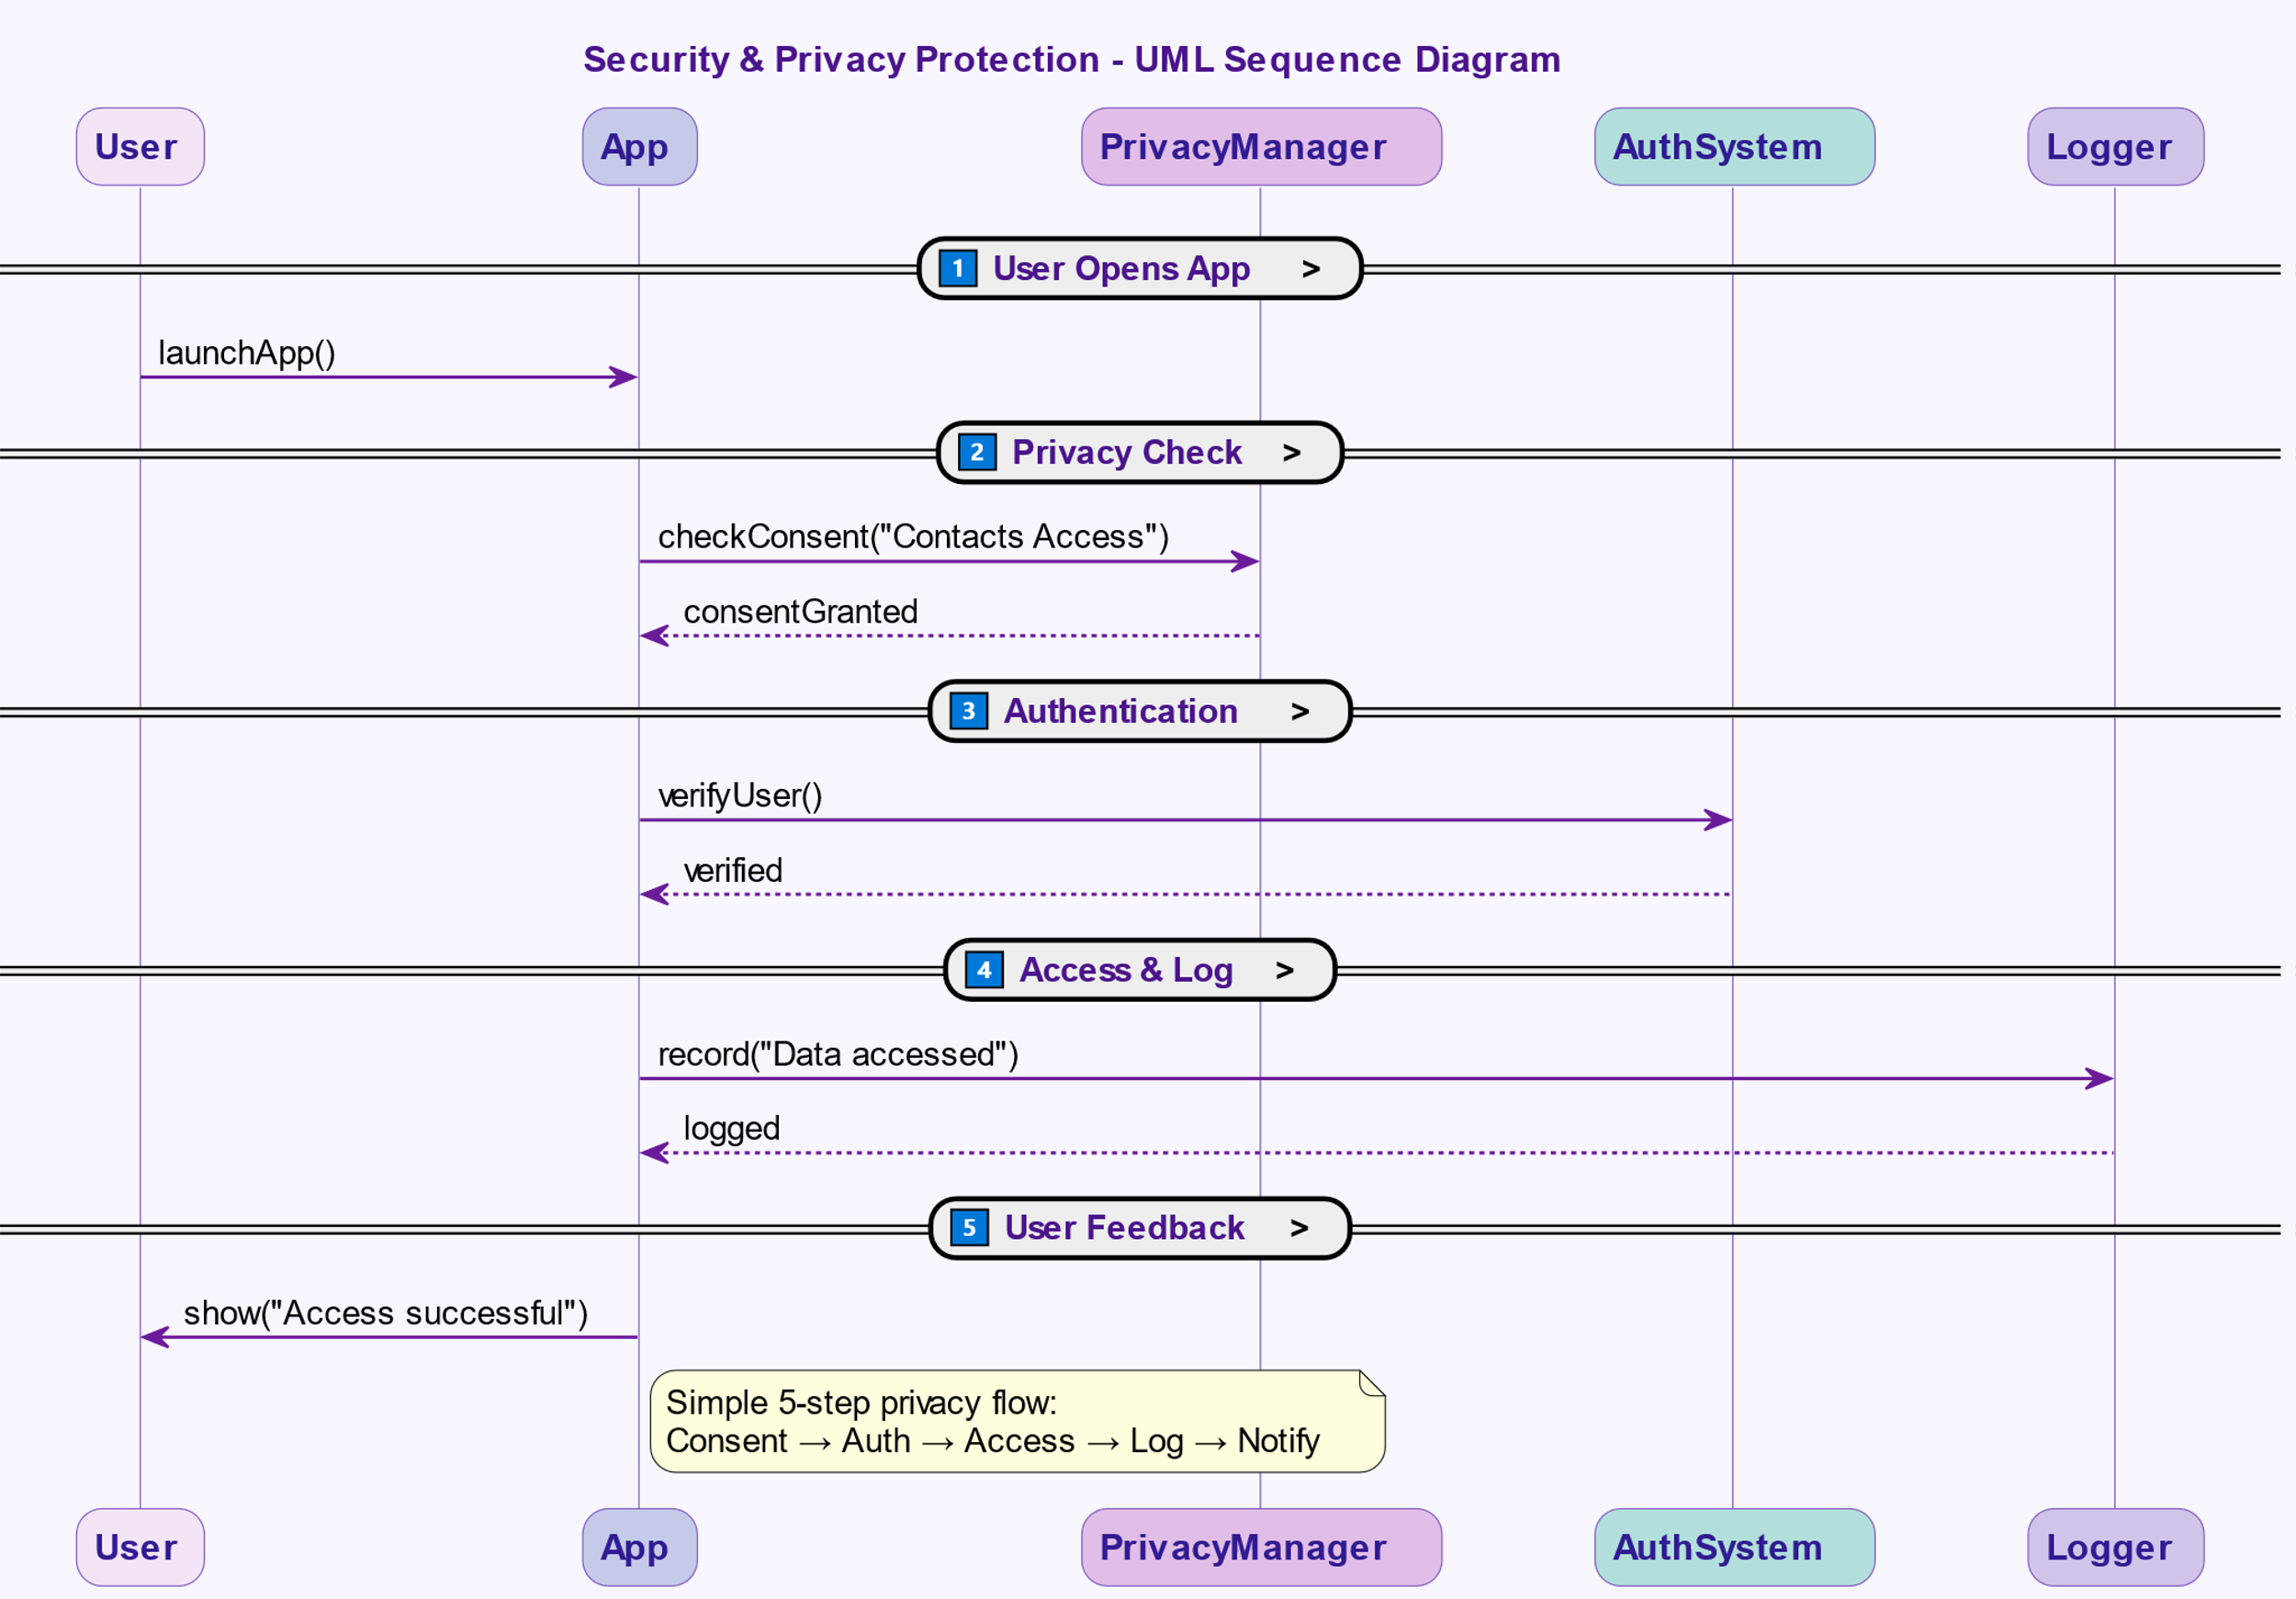 Security & Privacy Protection - UML Sequence Diagram
User
App
PrivacyManager
AuthSystem
Logger
1 User Opens App >
launchApp()
2 Privacy Check >
checkConsent("Contacts Access")
consentGranted
3 Authentication >
verifyUser()
verified
4 Access & Log >
record("Data accessed")
logged
5 User Feedback >
show("Access successful")
Simple 5-step privacy flow:
Consent → Auth → Access → Log → Notify
User
App
PrivacyManager
AuthSystem
Logger